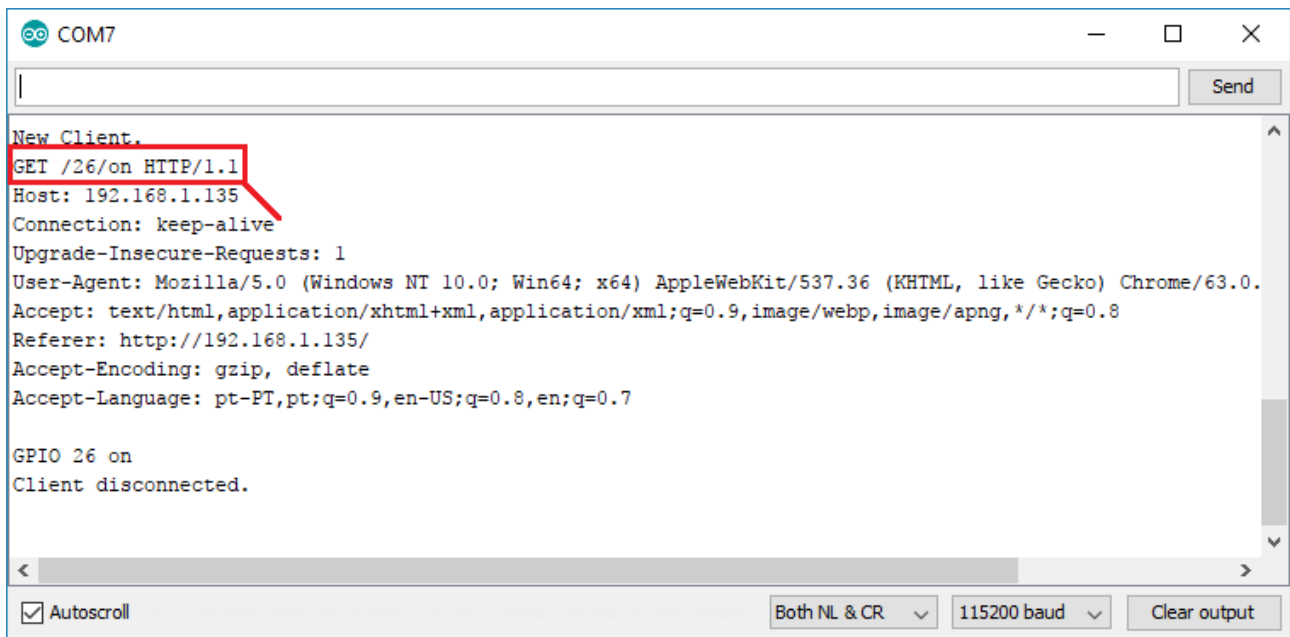 COM7
Send
New Client.
GET /26/on HTTP/1.1
Host: 192.168.1.135
Connection: keep-alive
Upgrade-Insecure-Requests: 1
User-Agent: Mozilla/5.0 (Windows NT 10.0; Win64; x64) AppleWebKit/537.36 (KHTML, like Gecko) Chrome/63.0.
Accept: text/html,application/xhtml+xml,application/xml;q=0.9,image/webp,image/apng,*/*;q=0.8
Referer: http://192.168.1.135/
Accept-Encoding: gzip, deflate
Accept-Language: pt-PT,pt;q=0.9,en-US;q=0.8,en;q=0.7
GPIO 26 on
Client disconnected.
Autoscroll Both NL & CR 115200 baud Clear output